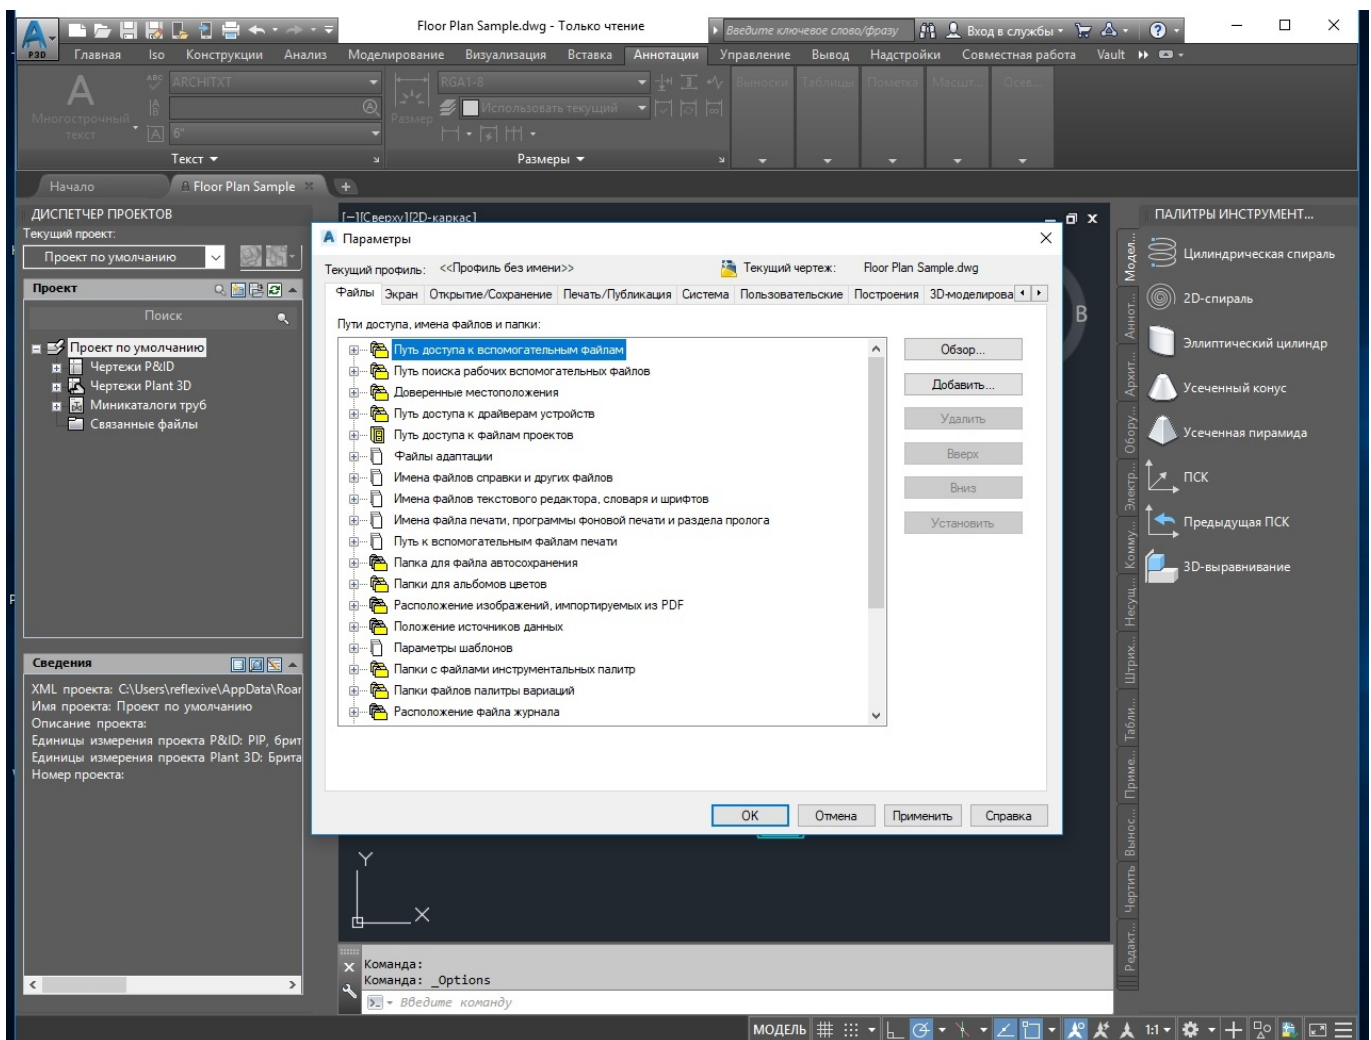 Floor Plan Sample.dwg - Только чтение
Введите ключевое слово/фразу
Вход в службы
P3D
Главная Iso Конструкции Анализ Моделирование Визуализация Вставка Аннотации Управление Вывод Надстройки Совместная работа Vault
A
Многострочный текст
ABC
ARCHITXT
6"
Текст
Размер
RGA1-8
Использовать текущий
Размеры
Выноски
Таблицы
Пометка
Масшт...
Осев...
Начало
Floor Plan Sample
ДИСПЕТЧЕР ПРОЕКТОВ
Текущий проект:
Проект по умолчанию
Проект
Поиск
Проект по умолчанию
Чертежи P&ID
Чертежи Plant 3D
Миникаталоги труб
Связанные файлы
Сведения
XML проекта: C:\Users\reflexive\AppData\Roar
Имя проекта: Проект по умолчанию
Описание проекта:
Единицы измерения проекта P&ID: PIP, брит
Единицы измерения проекта Plant 3D: Брита
Номер проекта:
[−][Сверху][2D-каркас]
Параметры
Текущий профиль: <<Профиль без имени>>
Текущий чертеж: Floor Plan Sample.dwg
Файлы Экран Открытие/Сохранение Печать/Публикация Система Пользовательские Построения 3D-моделирова
Пути доступа, имена файлов и папки:
Путь доступа к вспомогательным файлам
Путь поиска рабочих вспомогательных файлов
Доверенные местоположения
Путь доступа к драйверам устройств
Путь доступа к файлам проектов
Файлы адаптации
Имена файлов справки и других файлов
Имена файлов текстового редактора, словаря и шрифтов
Имена файла печати, программы фоновой печати и раздела пролога
Путь к вспомогательным файлам печати
Папка для файла автосохранения
Папки для альбомов цветов
Расположение изображений, импортируемых из PDF
Положение источников данных
Параметры шаблонов
Папки с файлами инструментальных палитр
Папки файлов палитры вариаций
Расположение файла журнала
Обзор...
Добавить...
Удалить
Вверх
Вниз
Установить
OK
Отмена
Применить
Справка
В
Y
X
Команда:
Команда: _Options
Введите команду
МОДЕЛЬ
1:1
ПАЛИТРЫ ИНСТРУМЕНТ...
Модел...
Аннот...
Архит...
Обору...
Электр...
Комму...
Несущ...
Штрих...
Табли...
Приме...
Вынос...
Чертить
Редакт...
Цилиндрическая спираль
2D-спираль
Эллиптический цилиндр
Усеченный конус
Усеченная пирамида
ПСК
Предыдущая ПСК
3D-выравнивание